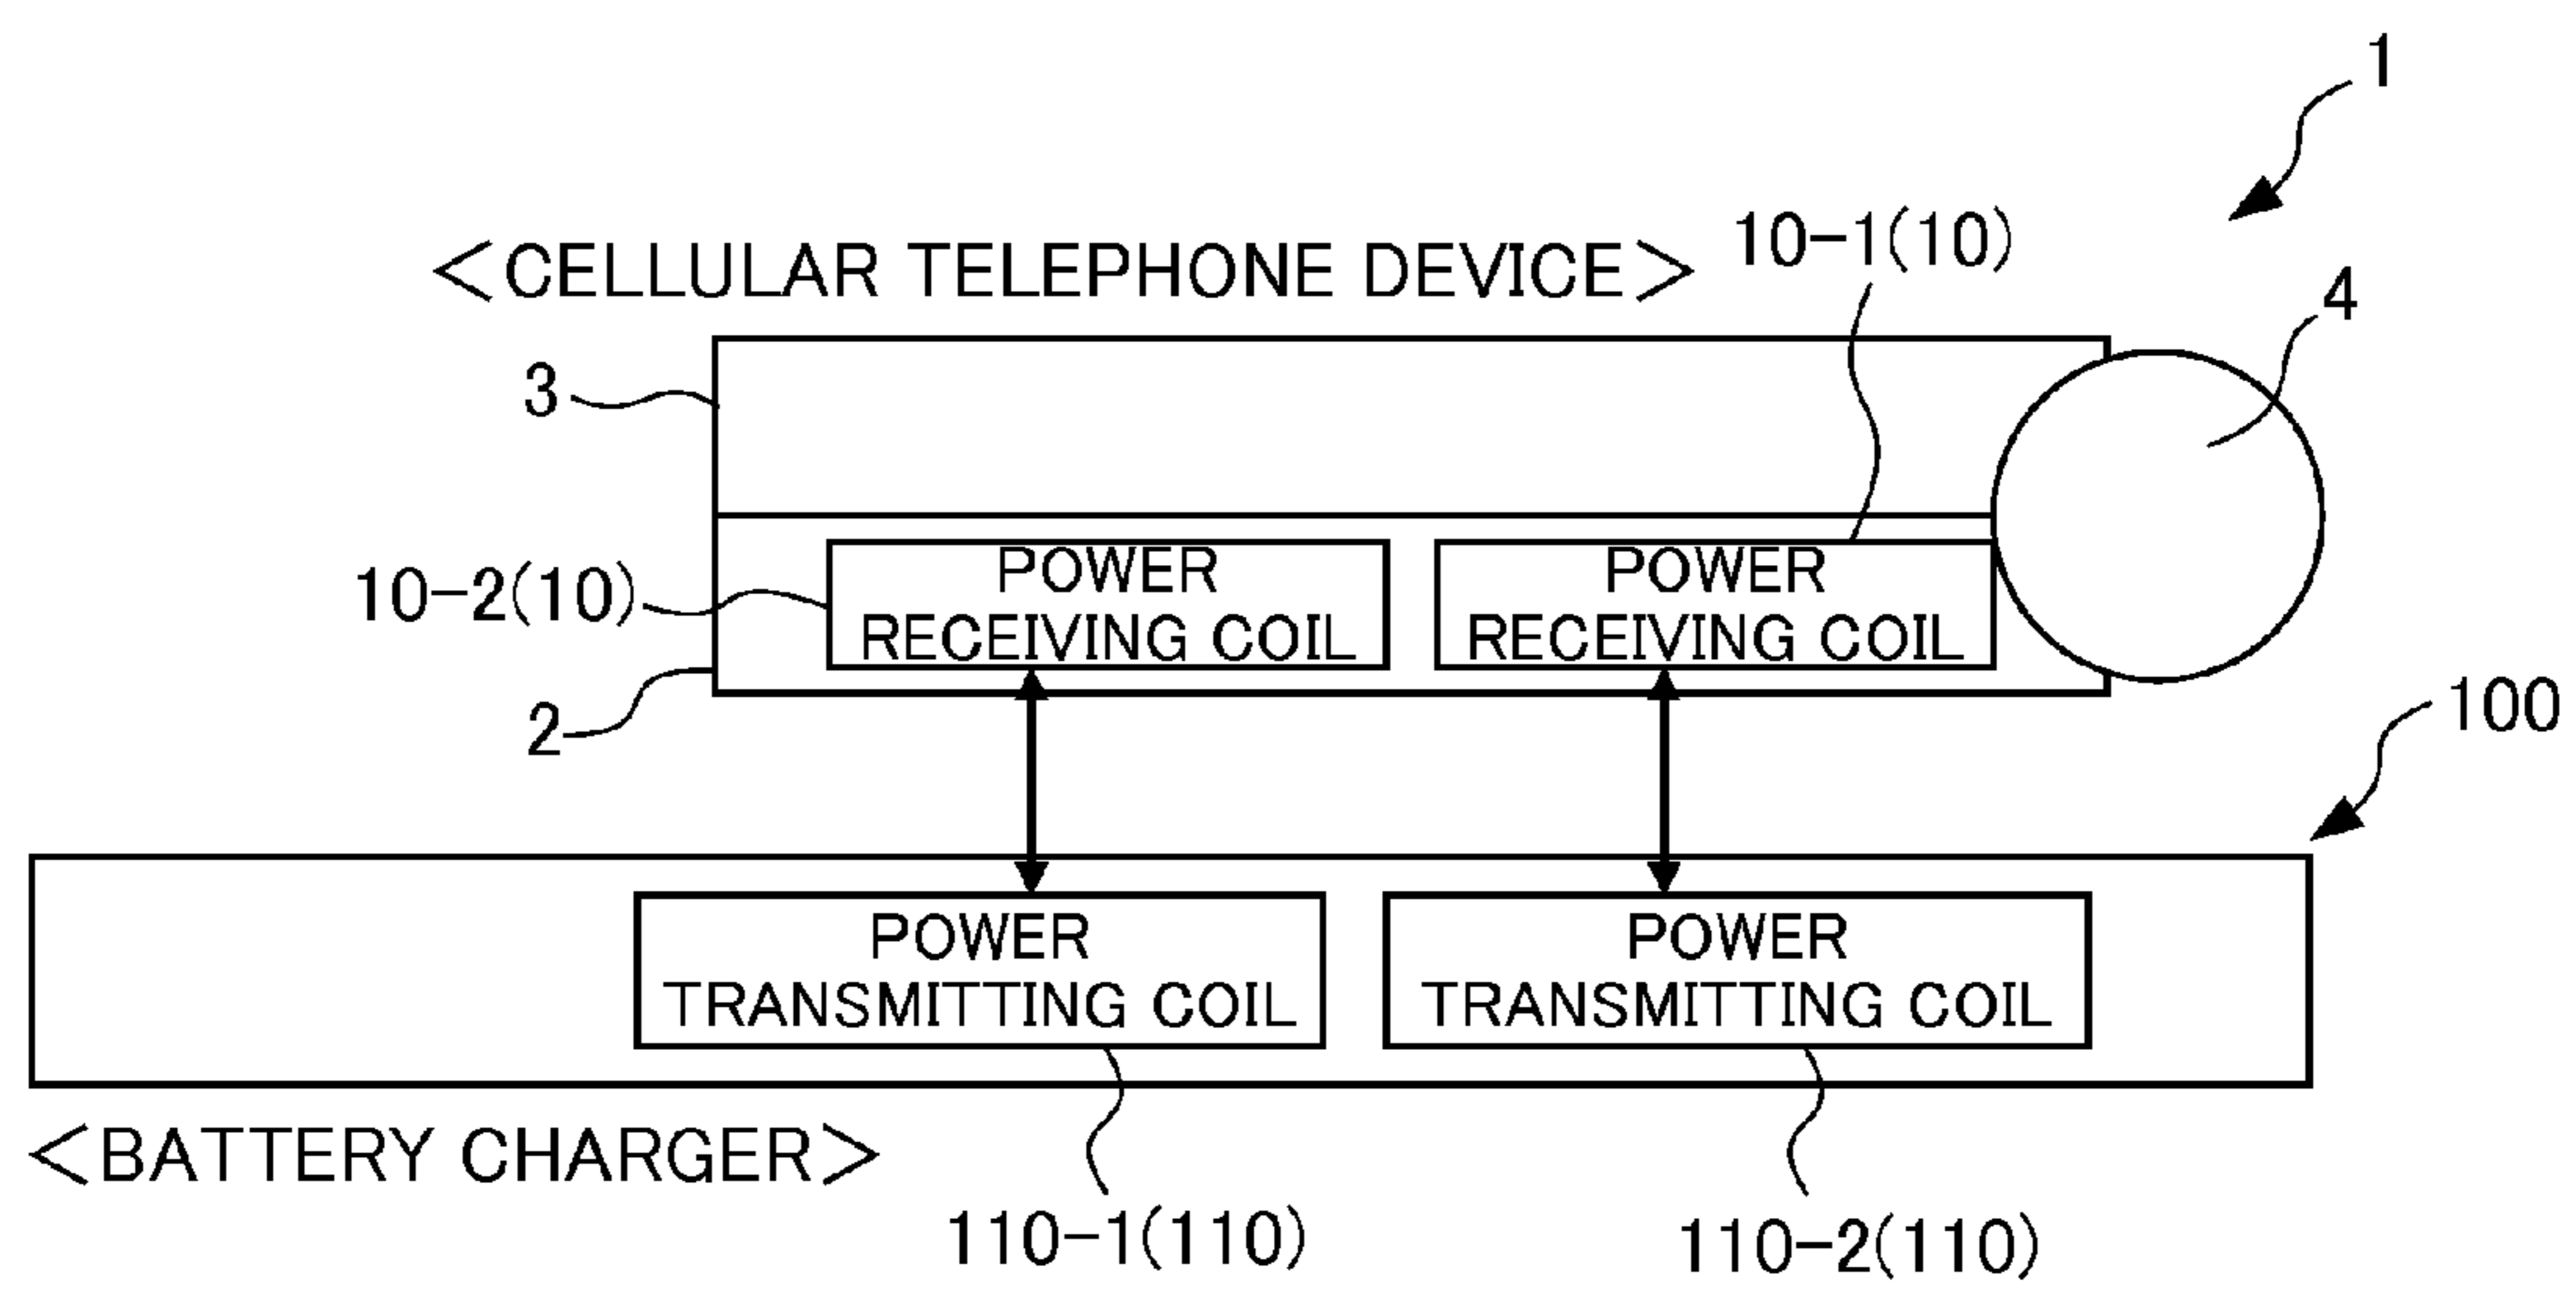 1
<CELLULAR TELEPHONE DEVICE>
10-1(10)
4
3
POWER
RECEIVING COIL
POWER
RECEIVING COIL
10-2(10)
2
100
POWER
TRANSMITTING COIL
POWER
TRANSMITTING COIL
<BATTERY CHARGER>
110-1(110)
110-2(110)